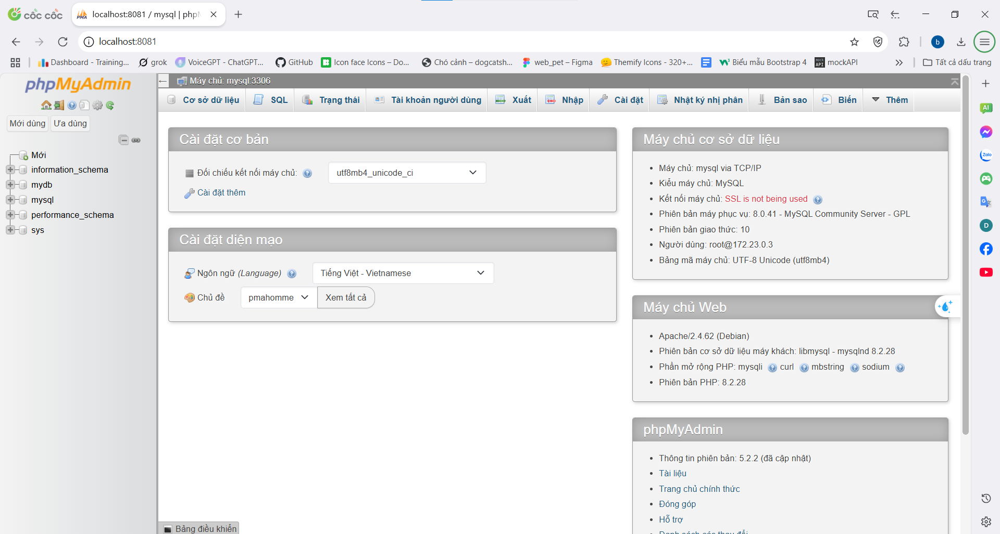 cốc cốc
localhost:8081 / mysql | phpM
localhost:8081
b
Dashboard - Training...
grok
VoiceGPT - ChatGPT...
GitHub
Icon face Icons – Do...
Chó cảnh – dogcatsh...
web_pet – Figma
Themify Icons - 320+...
Biểu mẫu Bootstrap 4
mockAPI
Tất cả dấu trang
phpMyAdmin
Mới dùng
Ưa dùng
Mới
information_schema
mydb
mysql
performance_schema
sys
Máy chủ: mysql:3306
Cơ sở dữ liệu
SQL
Trạng thái
Tài khoản người dùng
Xuất
Nhập
Cài đặt
Nhật ký nhị phân
Bản sao
Biến
Thêm
Cài đặt cơ bản
Đối chiếu kết nối máy chủ:
utf8mb4_unicode_ci
Cài đặt thêm
Cài đặt diện mạo
Ngôn ngữ (Language)
Tiếng Việt - Vietnamese
Chủ đề
pmahomme
Xem tất cả
Máy chủ cơ sở dữ liệu
Máy chủ: mysql via TCP/IP
Kiểu máy chủ: MySQL
Kết nối máy chủ: SSL is not being used
Phiên bản máy phục vụ: 8.0.41 - MySQL Community Server - GPL
Phiên bản giao thức: 10
Người dùng: root@172.23.0.3
Bảng mã máy chủ: UTF-8 Unicode (utf8mb4)
Máy chủ Web
Apache/2.4.62 (Debian)
Phiên bản cơ sở dữ liệu máy khách: libmysql - mysqlnd 8.2.28
Phần mở rộng PHP: mysqli curl mbstring sodium
Phiên bản PHP: 8.2.28
phpMyAdmin
Thông tin phiên bản: 5.2.2 (đã cập nhật)
Tài liệu
Trang chủ chính thức
Đóng góp
Hỗ trợ
Danh sách các thay đổi
Bảng điều khiển
AI
Zalo
D